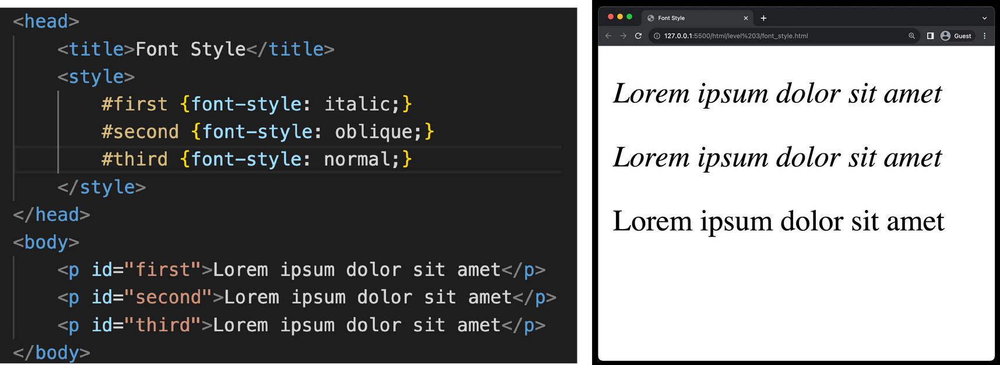 <head>
<title>Font Style</title>
<style>
#first {font-style: italic;}
#second {font-style: oblique;}
#third {font-style: normal;}
</style>
</head>
<body>
<p id="first">Lorem ipsum dolor sit amet</p>
<p id="second">Lorem ipsum dolor sit amet</p>
<p id="third">Lorem ipsum dolor sit amet</p>
</body>
Font Style
127.0.0.1:5500/html/level%203/font_style.html
Guest
Lorem ipsum dolor sit amet
Lorem ipsum dolor sit amet
Lorem ipsum dolor sit amet